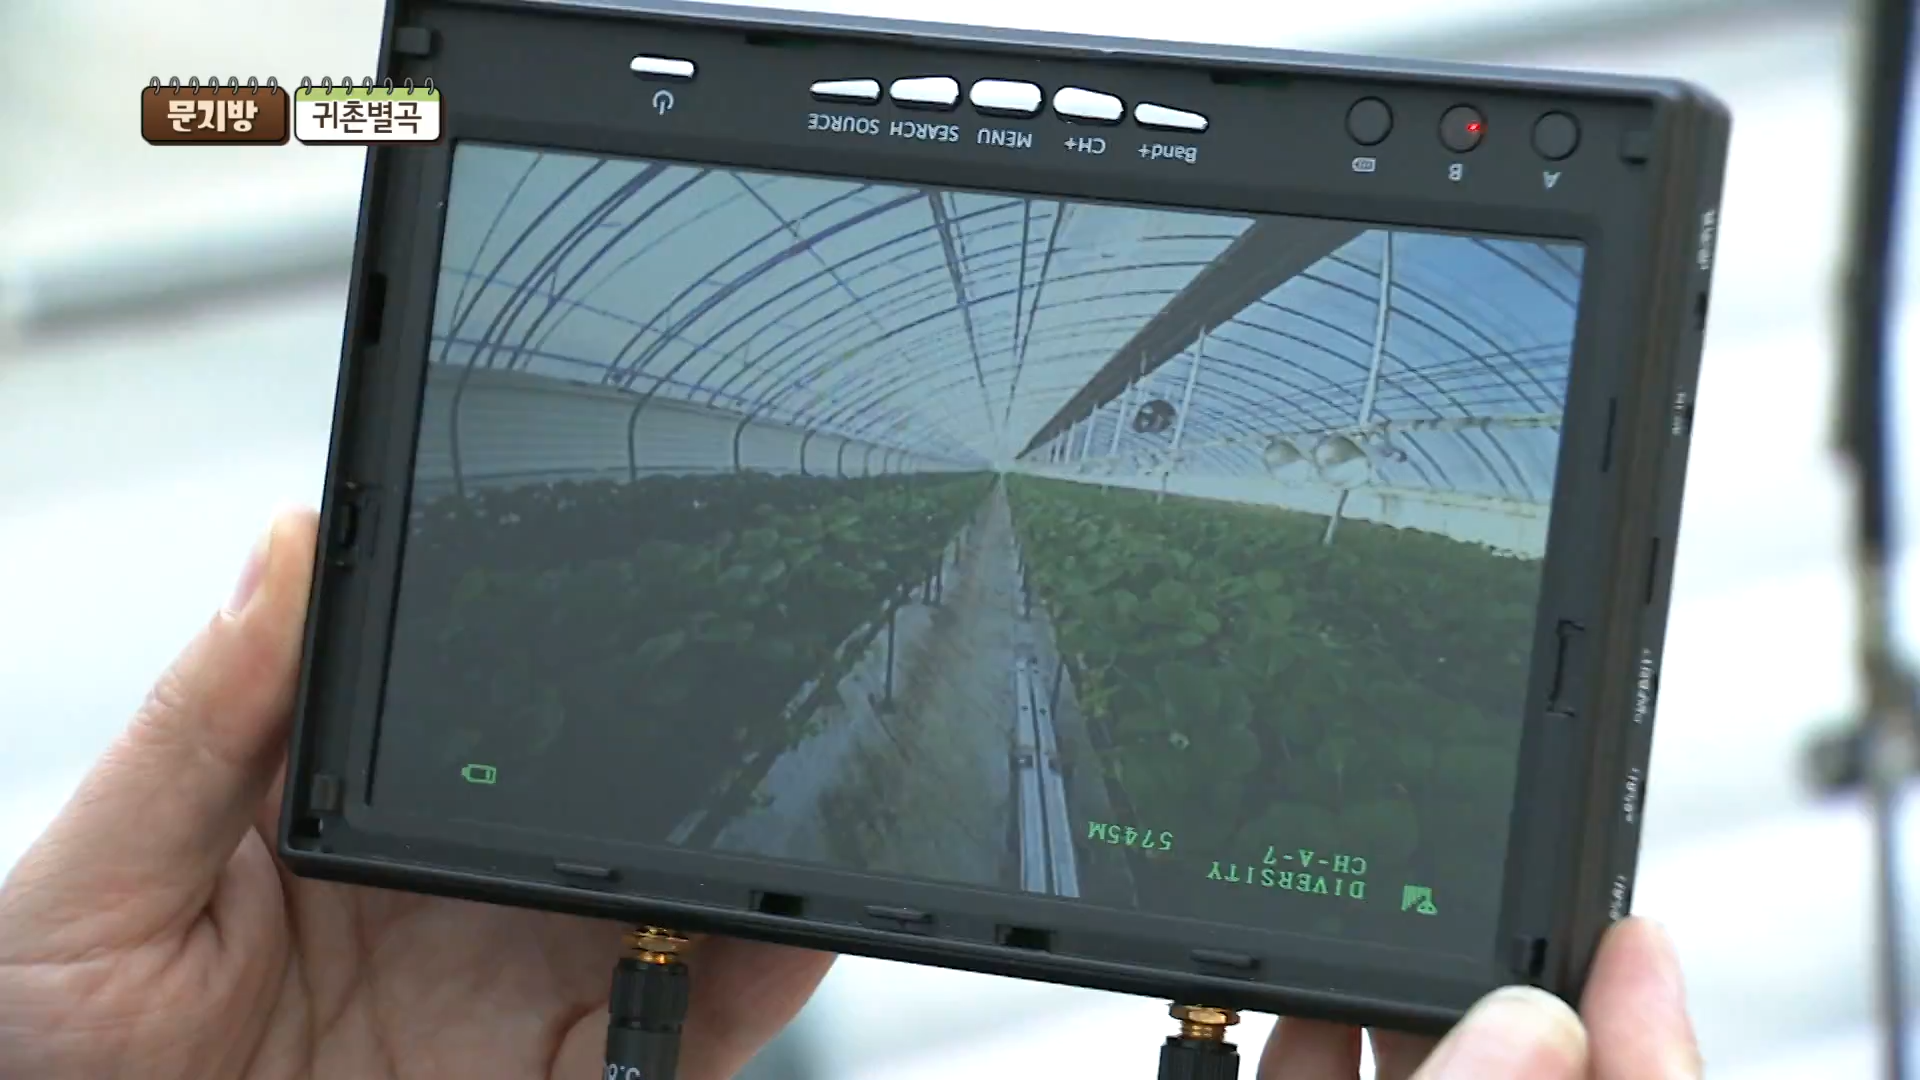 문지방 귀촌별곡
SOURCE SEARCH MENU CH+ Band+
B A
5745M
CH-A-7
DIVERSITY